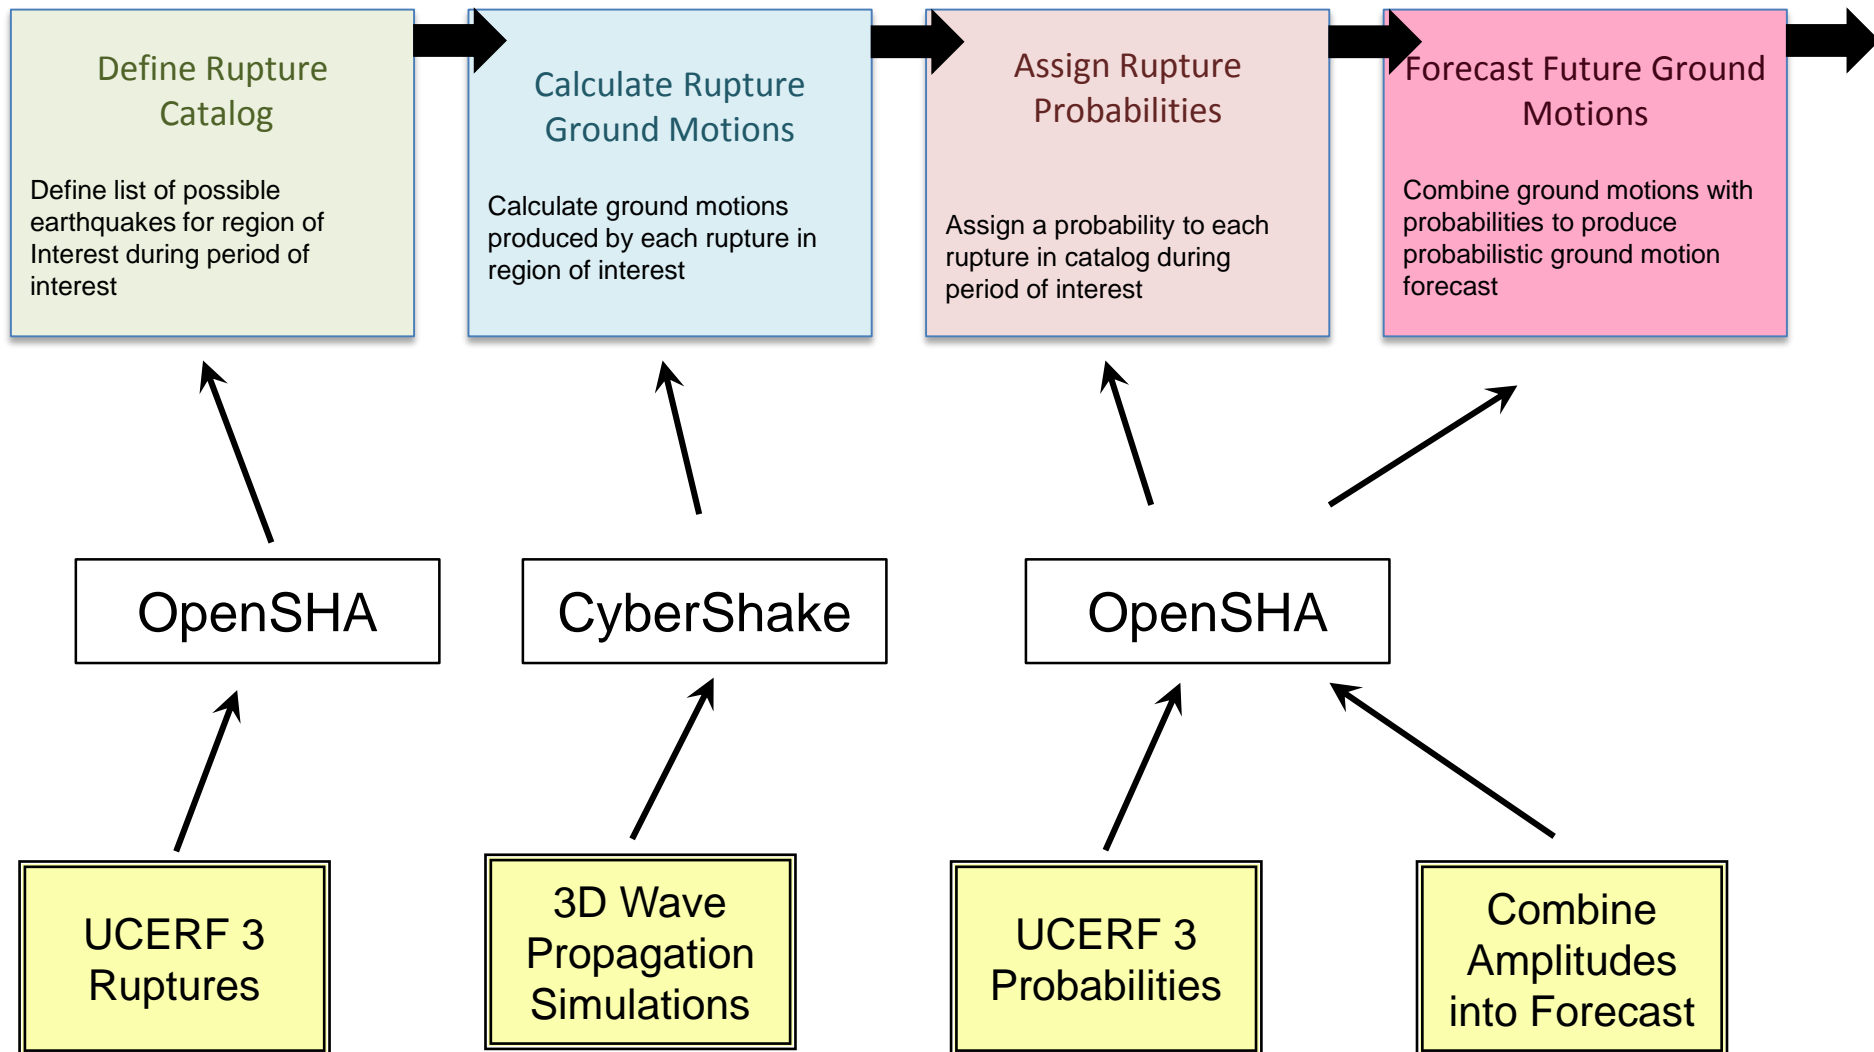 Define Rupture
Catalog
Define list of possible
earthquakes for region of
Interest during period of
interest
Calculate Rupture
Ground Motions
Calculate ground motions
produced by each rupture in
region of interest
Assign Rupture
Probabilities
Assign a probability to each
rupture in catalog during
period of interest
Forecast Future Ground
Motions
Combine ground motions with
probabilities to produce
probabilistic ground motion
forecast
OpenSHA
CyberShake
OpenSHA
UCERF 3
Ruptures
3D Wave
Propagation
Simulations
UCERF 3
Probabilities
Combine
Amplitudes
into Forecast